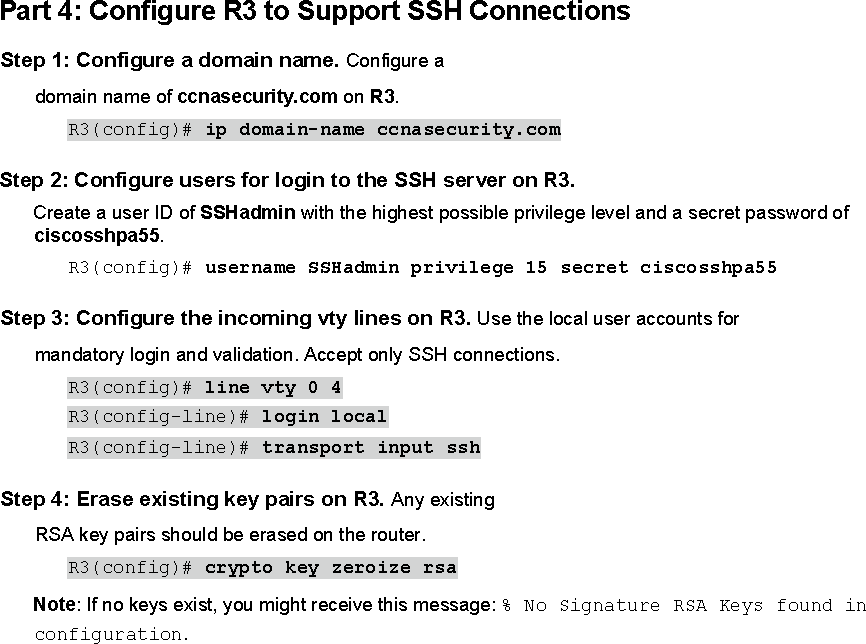 Part 4: Configure R3 to Support SSH Connections
Step 1: Configure a domain name. Configure a
domain name of ccnasecurity.com on R3.
R3(config)# ip domain-name ccnasecurity.com
Step 2: Configure users for login to the SSH server on R3.
Create a user ID of SSHadmin with the highest possible privilege level and a secret password of
ciscosshpa55.
R3(config)# username SSHadmin privilege 15 secret ciscosshpa55
Step 3: Configure the incoming vty lines on R3. Use the local user accounts for
mandatory login and validation. Accept only SSH connections.
R3(config)# line vty 0 4
R3(config-line)# login local
R3(config-line)# transport input ssh
Step 4: Erase existing key pairs on R3. Any existing
RSA key pairs should be erased on the router.
R3(config)# crypto key zeroize rsa
Note: If no keys exist, you might receive this message: % No Signature RSA Keys found in
configuration.